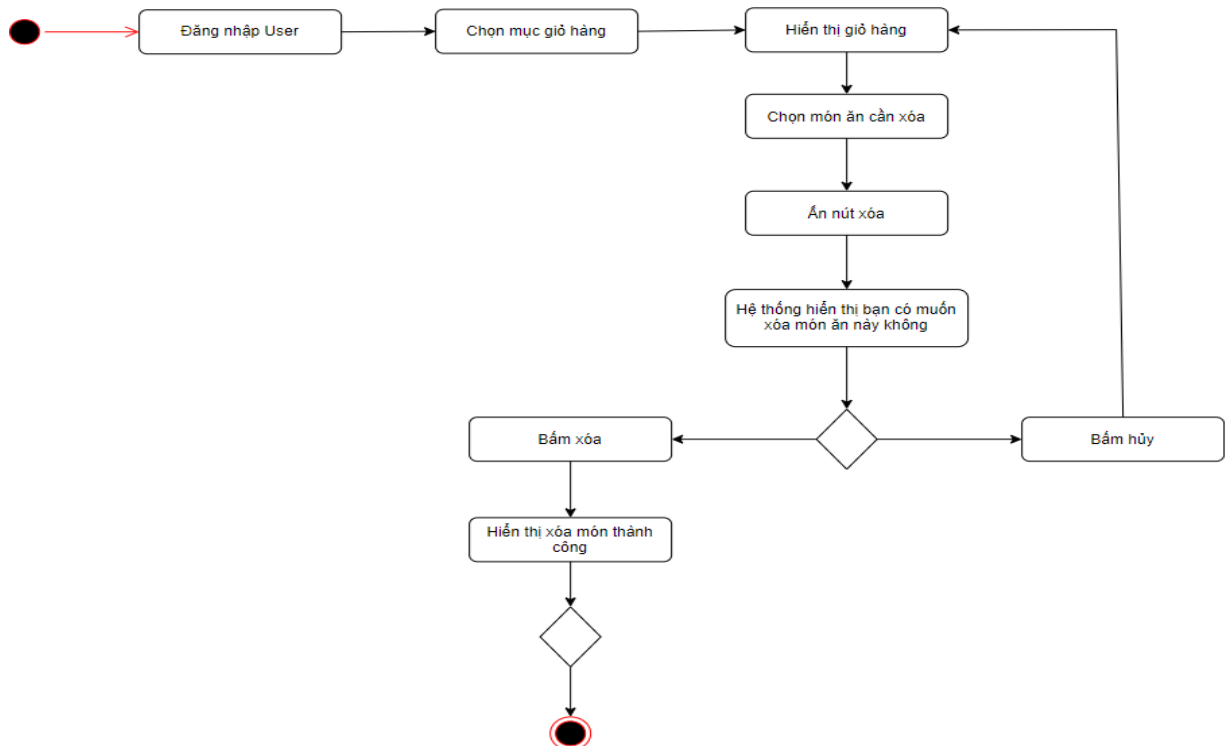 Đăng nhập User
Chọn mục giỏ hàng
Hiển thị giỏ hàng
Chọn món ăn cần xóa
Ấn nút xóa
Hệ thống hiển thị bạn có muốn
xóa món ăn này không
Bấm xóa
Bấm hủy
Hiển thị xóa món thành
công